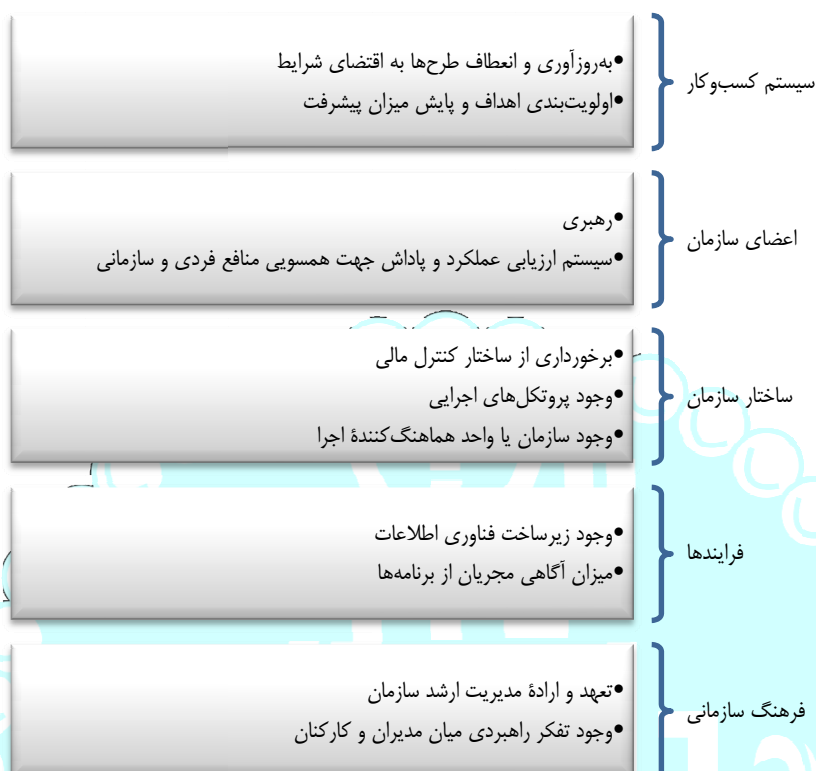 سیستم کسب‌وکار
•به‌روزآوری و انعطاف طرح‌ها به اقتضای شرایط
•اولویت‌بندی اهداف و پایش میزان پیشرفت
اعضای سازمان
•رهبری
•سیستم ارزیابی عملکرد و پاداش جهت همسویی منافع فردی و سازمانی
ساختار سازمان
•برخورداری از ساختار کنترل مالی
•وجود پروتکل‌های اجرایی
•وجود سازمان یا واحد هماهنگ‌کنندۀ اجرا
فرایندها
•وجود زیرساخت فناوری اطلاعات
•میزان آگاهی مجریان از برنامه‌ها
فرهنگ سازمانی
•تعهد و ارادۀ مدیریت ارشد سازمان
•وجود تفکر راهبردی میان مدیران و کارکنان